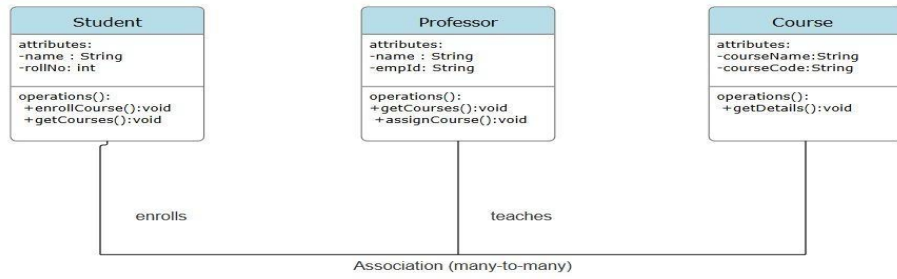 Student
attributes:
-name : String
-rollNo: int
operations():
+enrollCourse():void
+getCourses():void
Professor
attributes:
-name : String
-empId: String
operations():
+getCourses():void
+assignCourse():void
Course
attributes:
-courseName:String
-courseCode:String
operations():
+getDetails():void
enrolls
teaches
Association (many-to-many)